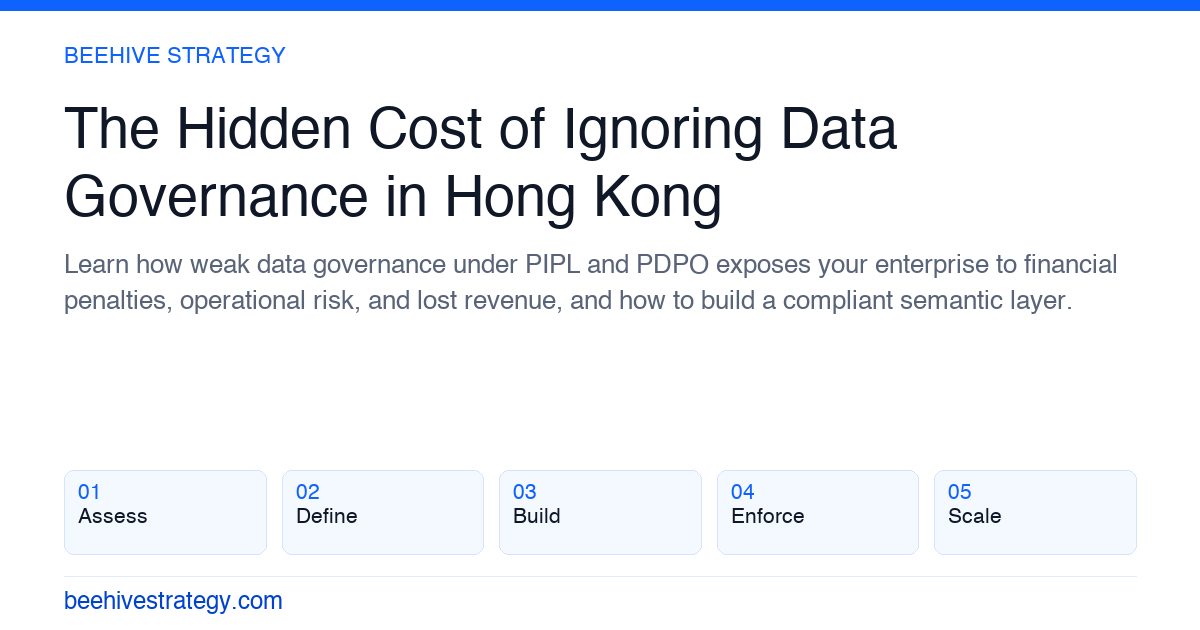 BEEHIVE STRATEGY
The Hidden Cost of Ignoring Data
Governance in Hong Kong
Learn how weak data governance under PIPL and PDPO exposes your enterprise to financial
penalties, operational risk, and lost revenue, and how to build a compliant semantic layer.
01
Assess
02
Define
03
Build
04
Enforce
05
Scale
beehivestrategy.com